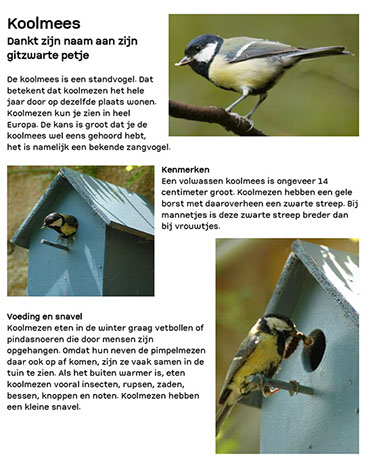 Koolmees
Dankt zijn naam aan zijn
gitzwarte petje
De koolmees is een standvogel. Dat
betekent dat koolmezen het hele
jaar door op dezelfde plaats wonen.
Koolmezen kun je zien in heel
Europa. De kans is groot dat je de
koolmees wel eens gehoord hebt,
het is namelijk een bekende zangvogel.
Kenmerken
Een volwassen koolmees is ongeveer 14
centimeter groot. Koolmezen hebben een gele
borst met daaroverheen een zwarte streep. Bij
mannetjes is deze zwarte streep breder dan
bij vrouwtjes.
Voeding en snavel
Koolmezen eten in de winter graag vetbollen of
pindasnoeren die door mensen zijn
opgehangen. Omdat hun neven de pimpelmezen
daar ook op af komen, zijn ze vaak samen in de
tuin te zien. Als het buiten warmer is, eten
koolmezen vooral insecten, rupsen, zaden,
bessen, knoppen en noten. Koolmezen hebben
een kleine snavel.